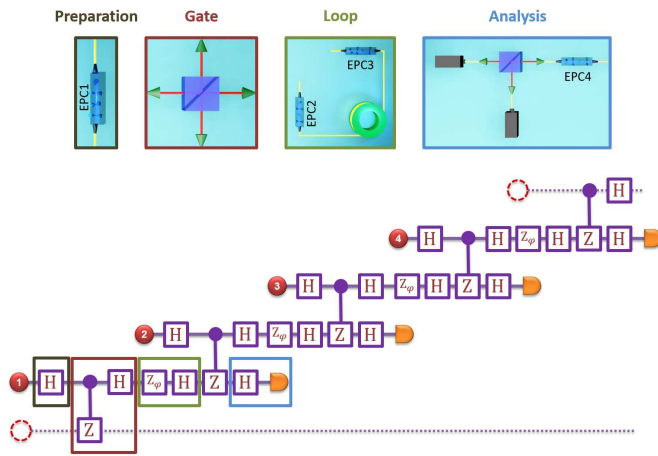 Preparation Gate Loop Analysis
EPC1
EPC2
EPC3
EPC4
H
4 H H Zφ H Z H
3 H H Zφ H Z H
2 H H Zφ H Z H
1 H H Zφ H Z H
Z